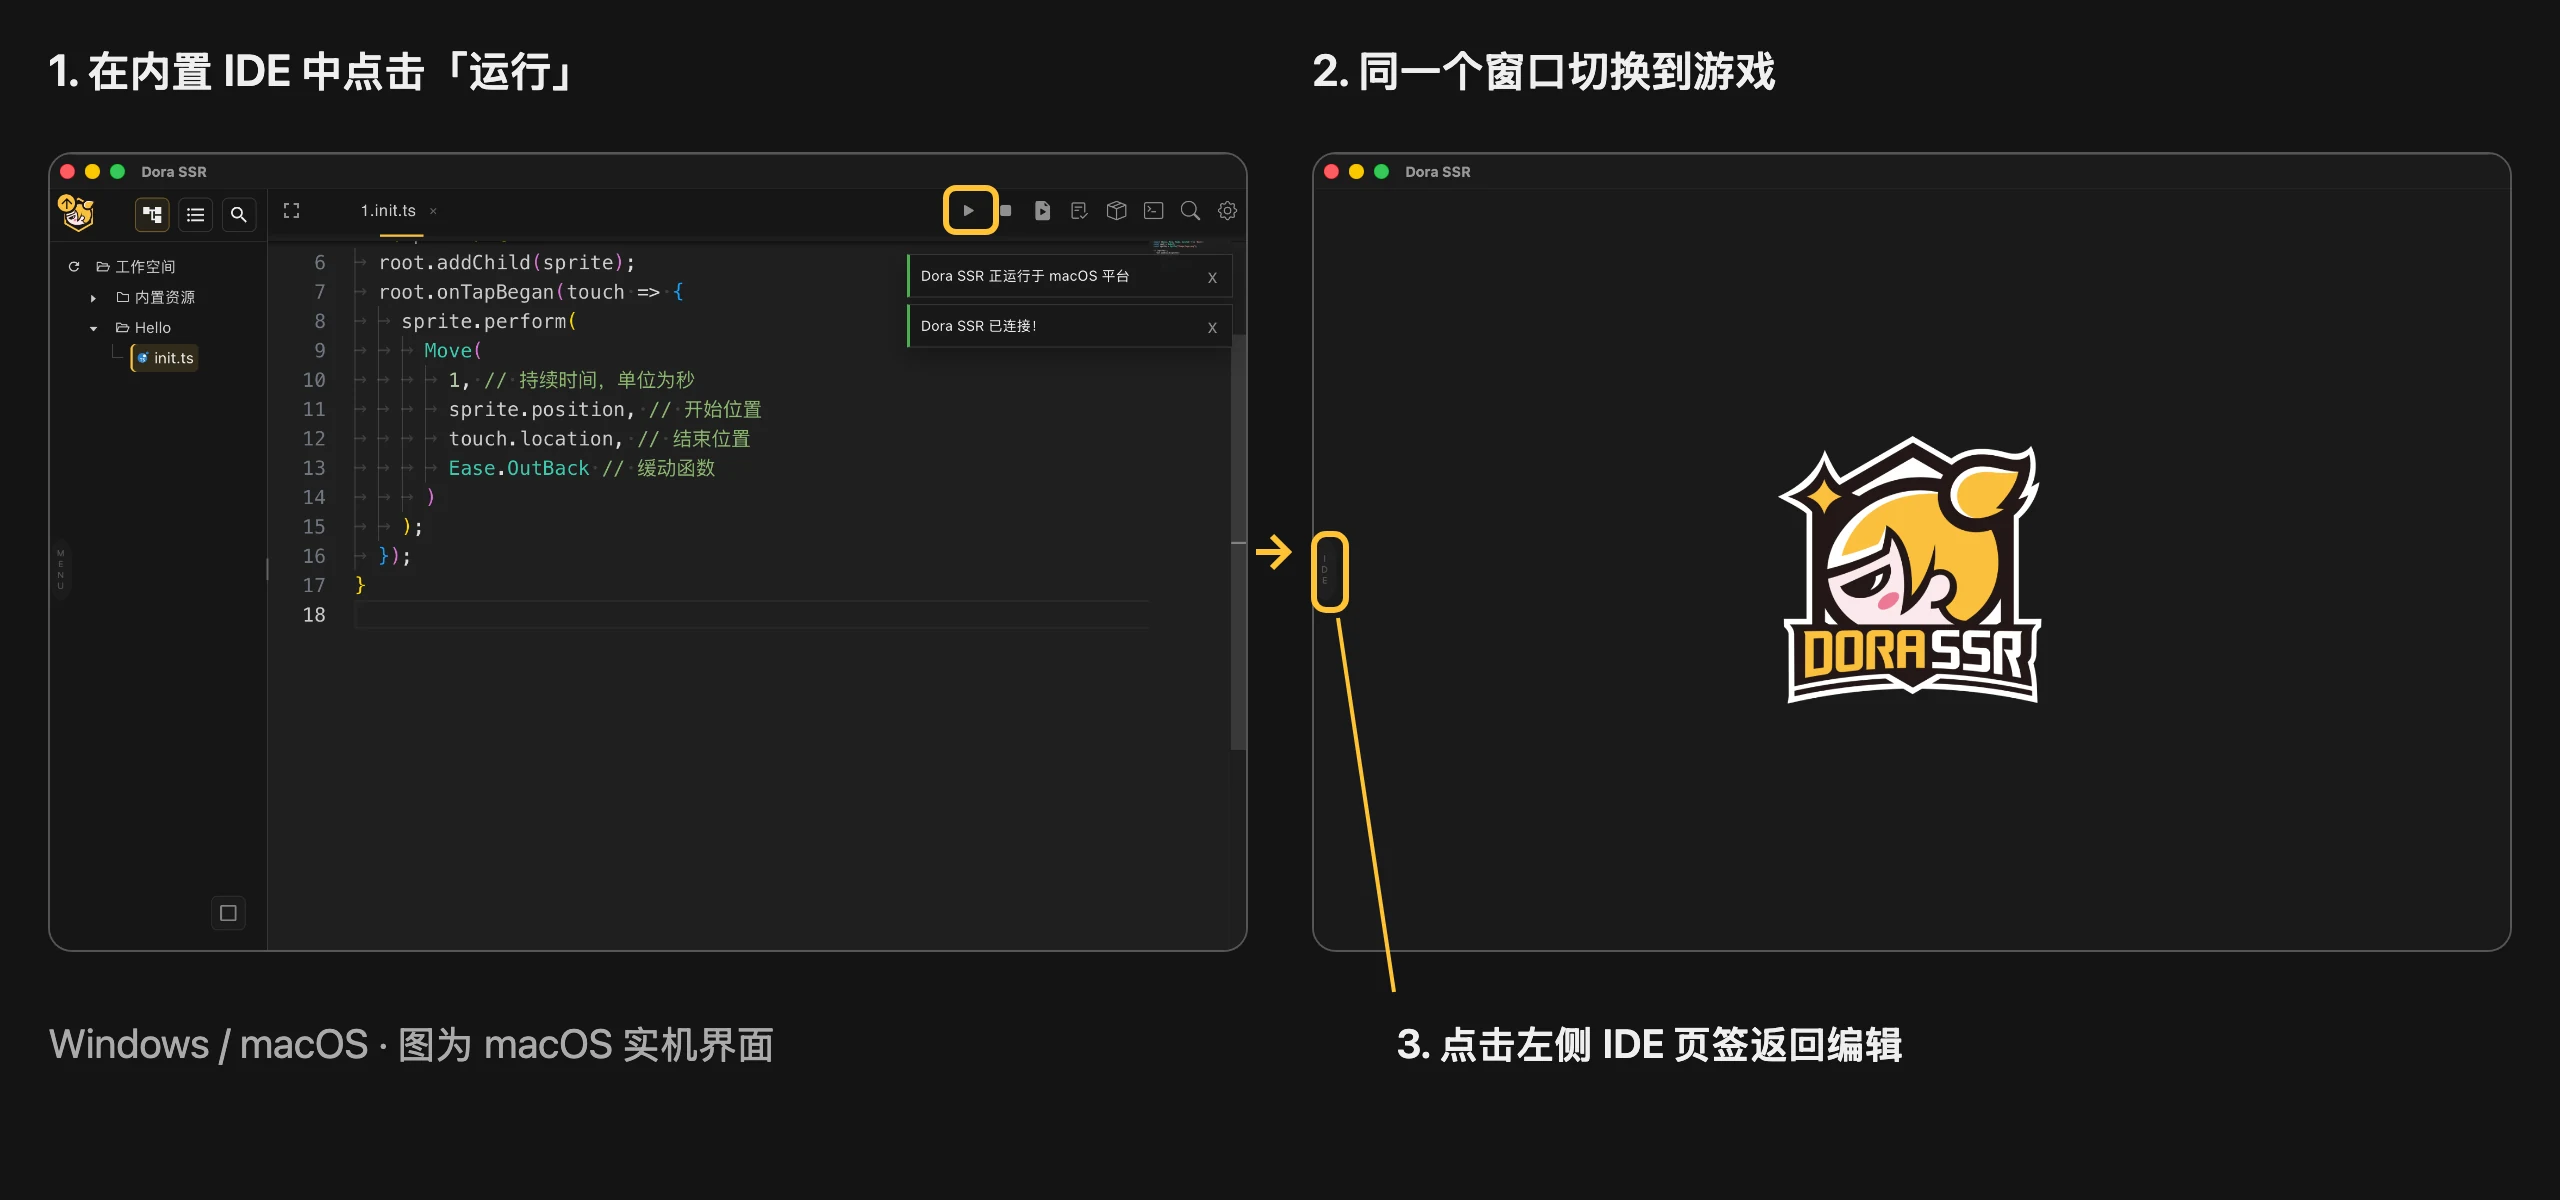 1. 在内置 IDE 中点击「运行」
2. 同一个窗口切换到游戏
Dora SSR
1.init.ts ×
工作空间
内置资源
Hello
init.ts
MENU
6 root.addChild(sprite);
7 root.onTapBegan(touch => {
8 sprite.perform(
9 Move(
10 1, // 持续时间，单位为秒
11 sprite.position, // 开始位置
12 touch.location, // 结束位置
13 Ease.OutBack // 缓动函数
14 )
15 );
16 });
17 }
18
Dora SSR 正运行于 macOS 平台 X
Dora SSR 已连接! X
Dora SSR
IDE
DORA SSR
Windows / macOS · 图为 macOS 实机界面
3. 点击左侧 IDE 页签返回编辑